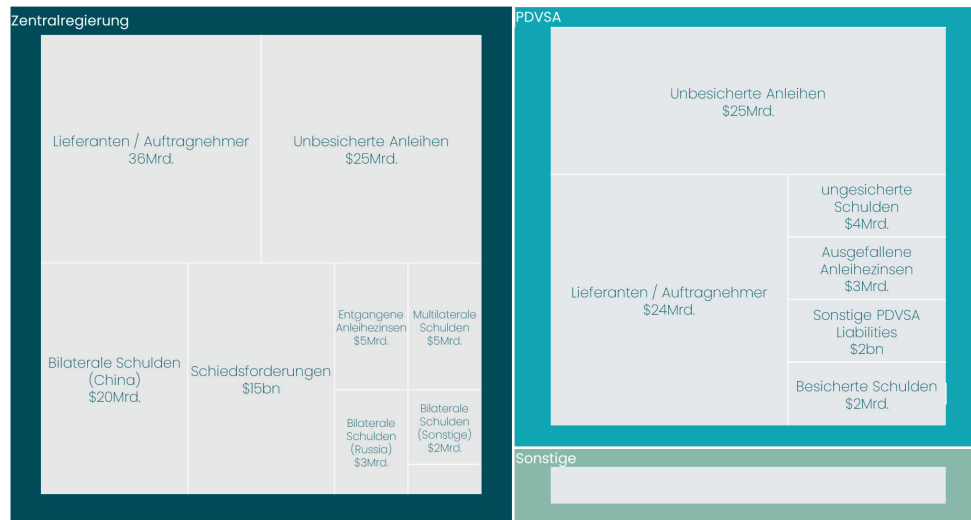 Zentralregierung
Lieferanten / Auftragnehmer
36Mrd.
Unbesicherte Anleihen
$25Mrd.
Bilaterale Schulden
(China)
$20Mrd.
Schiedsforderungen
$15bn
Entgangene
Anleihezinsen
$5Mrd.
Multilaterale
Schulden
$5Mrd.
Bilaterale
Schulden
(Russia)
$3Mrd.
Bilaterale
Schulden
(Sonstige)
$2Mrd.
PDVSA
Unbesicherte Anleihen
$25Mrd.
Lieferanten / Auftragnehmer
$24Mrd.
ungesicherte
Schulden
$4Mrd.
Ausgefallene
Anleihezinsen
$3Mrd.
Sonstige PDVSA
Liabilities
$2bn
Besicherte Schulden
$2Mrd.
Sonstige